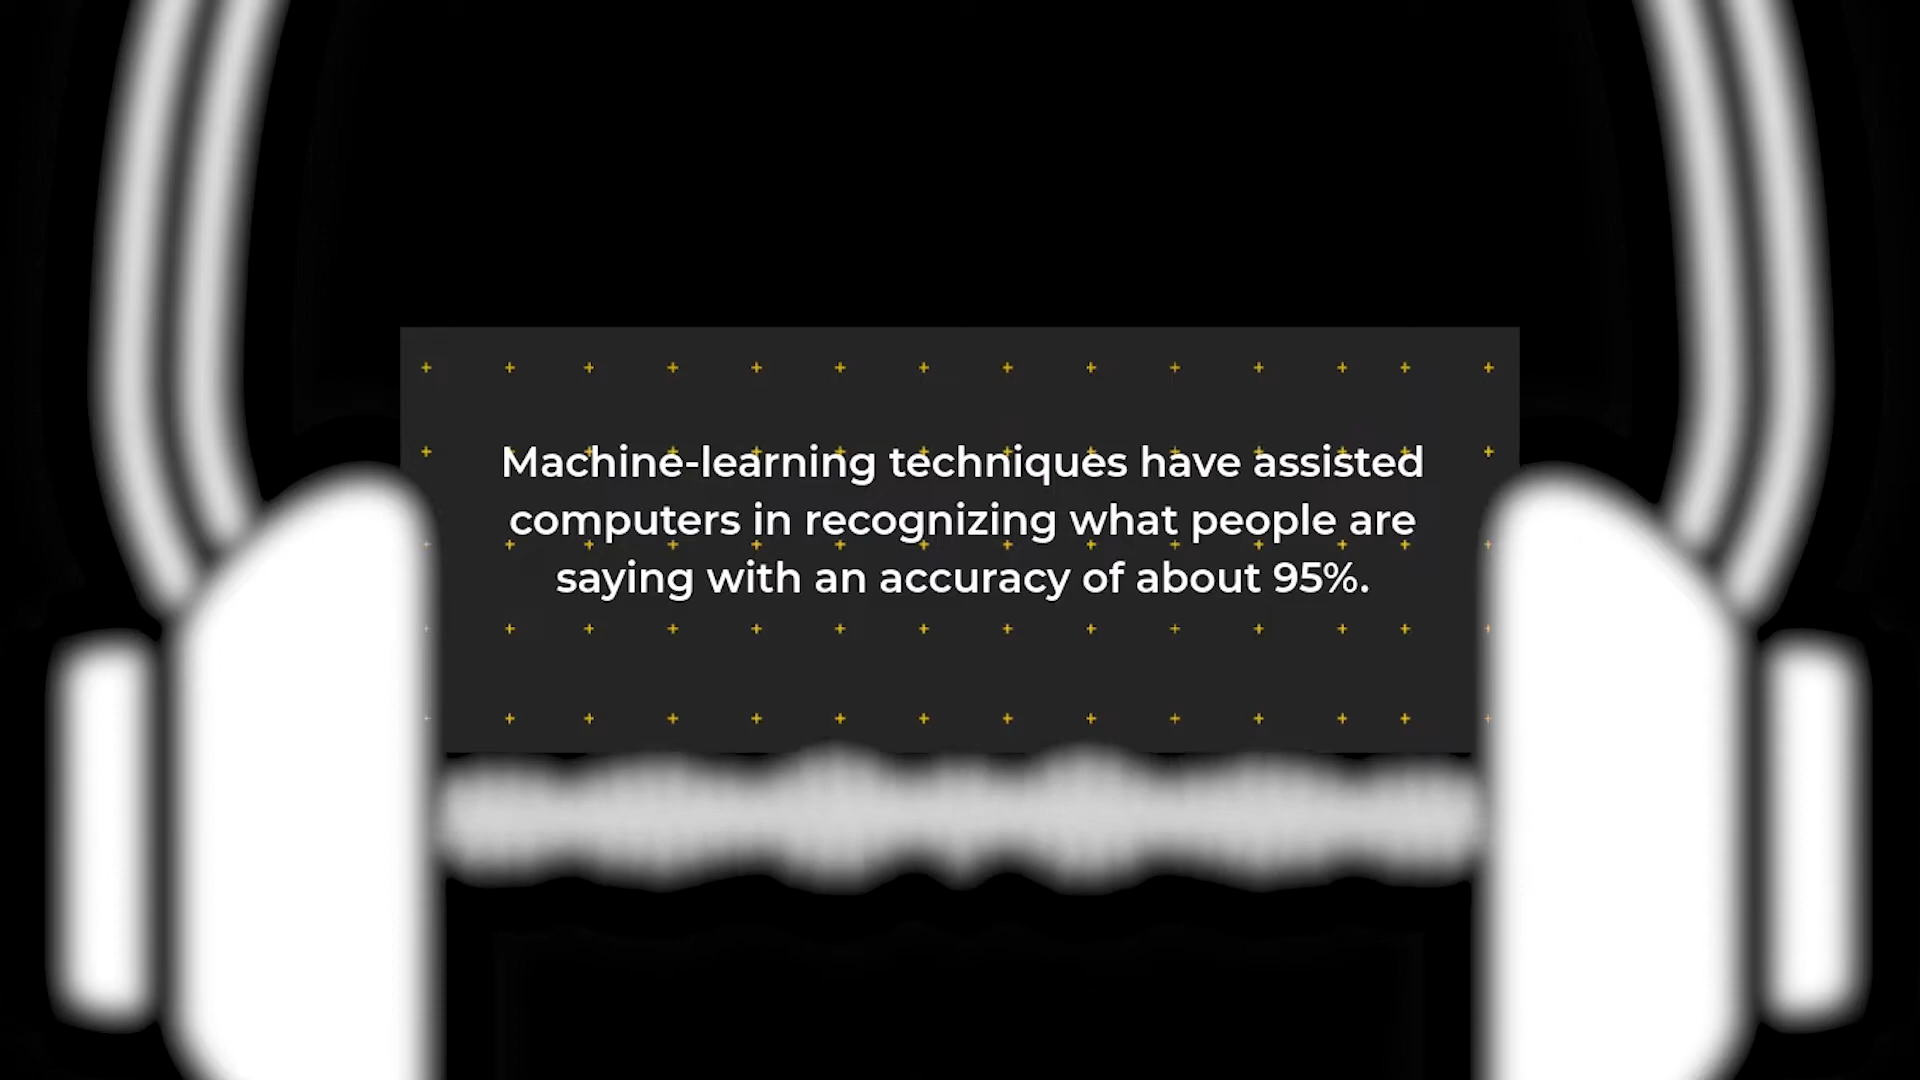 Machine-learning techniques have assisted
computers in recognizing what people are
saying with an accuracy of about 95%.